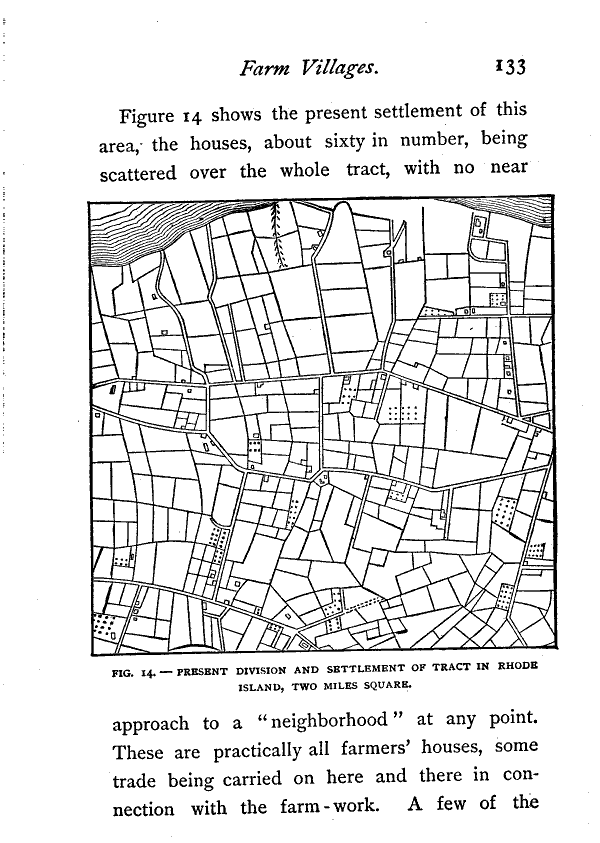 Farm Villages. 133
Figure 14 shows the present settlement of this
area, the houses, about sixty in number, being
scattered over the whole tract, with no near
FIG. 14. — PRESENT DIVISION AND SETTLEMENT OF TRACT IN RHODE
ISLAND, TWO MILES SQUARE.
approach to a “neighborhood” at any point.
These are practically all farmers’ houses, some
trade being carried on here and there in con-
nection with the farm-work. A few of the